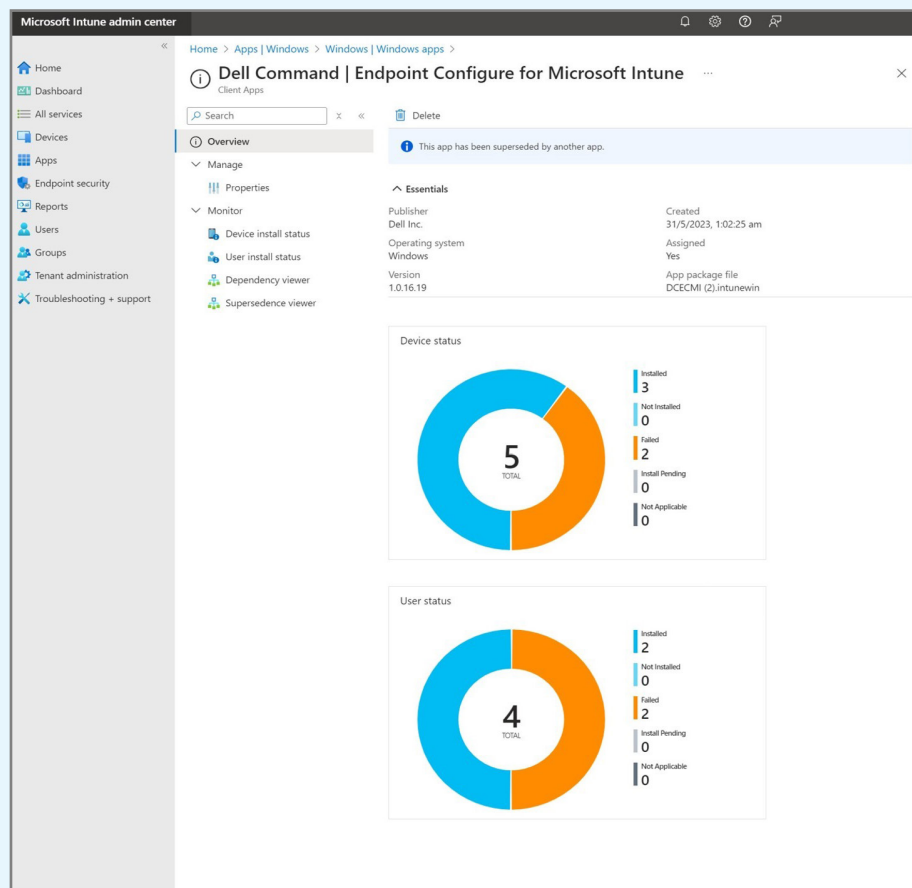 Microsoft Intune admin center
Home
Dashboard
All services
Devices
Apps
Endpoint security
Reports
Users
Groups
Tenant administration
Troubleshooting + support
Home > Apps | Windows > Windows | Windows apps >
Dell Command | Endpoint Configure for Microsoft Intune ...
Client Apps
Search
Overview
Manage
Properties
Monitor
Device install status
User install status
Dependency viewer
Supersedence viewer
Delete
This app has been superseded by another app.
Essentials
Publisher
Dell Inc.
Operating system
Windows
Version
1.0.16.19
Created
31/5/2023, 1:02:25 am
Assigned
Yes
App package file
DCECMI (2).intunewin
Device status
5
TOTAL
Installed
3
Not Installed
0
Failed
2
Install Pending
0
Not Applicable
0
User status
4
TOTAL
Installed
2
Not Installed
0
Failed
2
Install Pending
0
Not Applicable
0